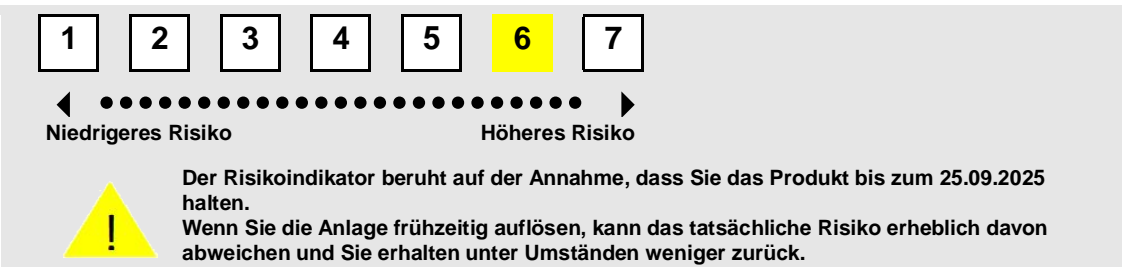 1 2 3 4 5 6 7
Niedrigeres Risiko Höheres Risiko
Der Risikoindikator beruht auf der Annahme, dass Sie das Produkt bis zum 25.09.2025
halten.
Wenn Sie die Anlage frühzeitig auflösen, kann das tatsächliche Risiko erheblich davon
abweichen und Sie erhalten unter Umständen weniger zurück.
!